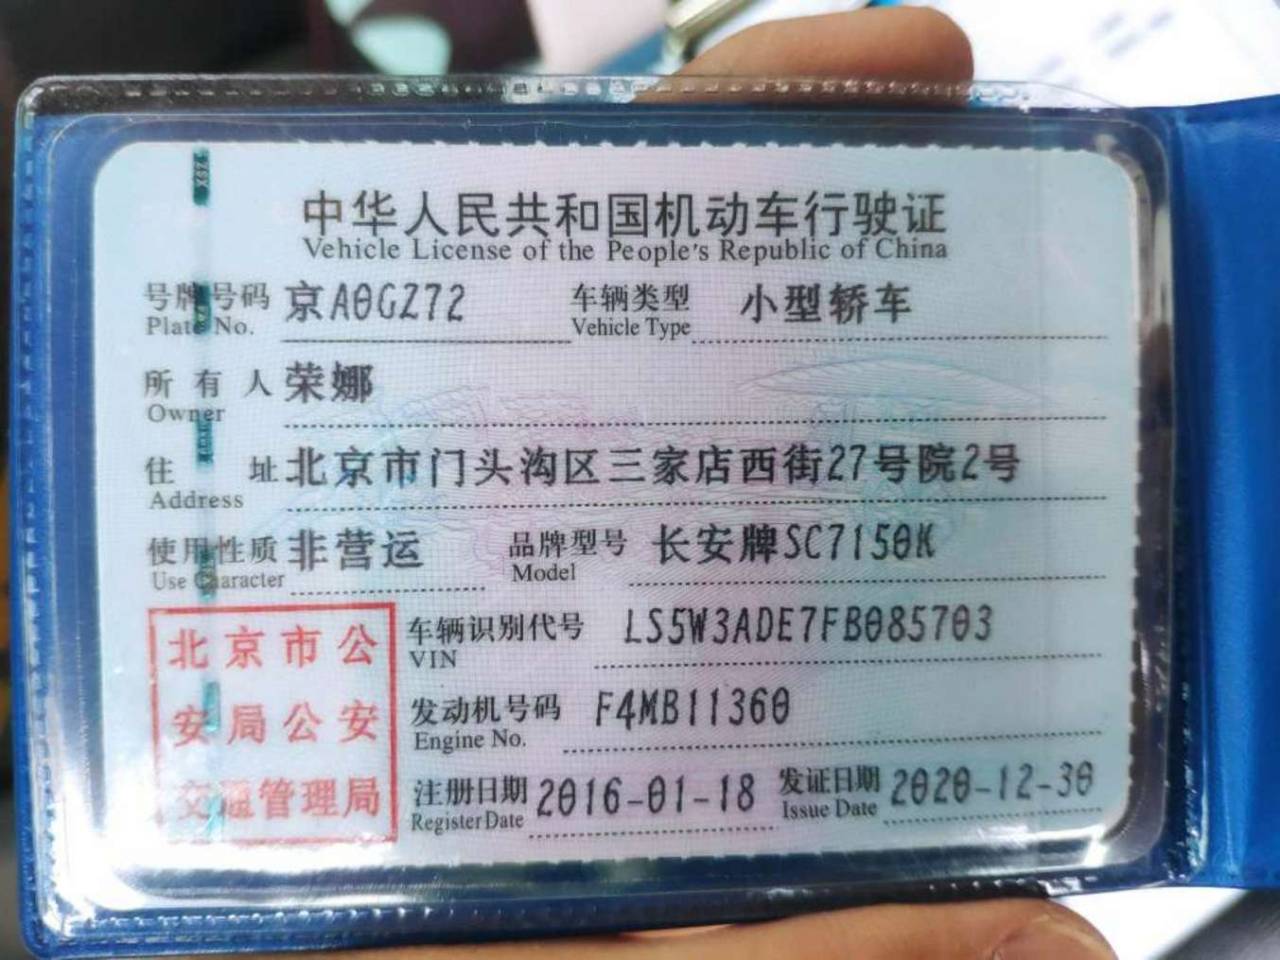 中华人民共和国机动车行驶证
Vehicle License of the People's Republic of China
号牌号码 京A0GZ72 车辆类型 小型轿车
Plate No. Vehicle Type
所有人 荣娜
Owner
住址 北京市门头沟区三家店西街27号院2号
Address
使用性质 非营运 品牌型号 长安牌SC7150K
Use Character Model
北京市公
安局公安
交通管理局
车辆识别代号 LS5W3ADE7FB085703
VIN
发动机号码 F4MB11360
Engine No.
注册日期 2016-01-18 发证日期 2020-12-30
Register Date Issue Date